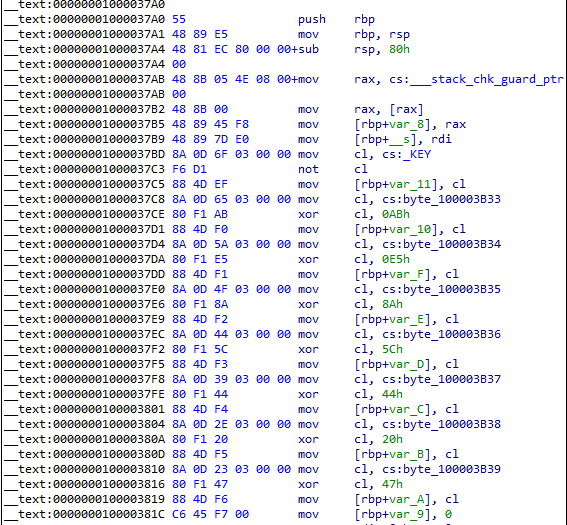 __text:00000001000037A0
__text:00000001000037A0 55 push rbp
__text:00000001000037A1 48 89 E5 mov rbp, rsp
__text:00000001000037A4 48 81 EC 80 00 00+sub rsp, 80h
__text:00000001000037A4 00
__text:00000001000037AB 48 8B 05 4E 08 00+mov rax, cs:___stack_chk_guard_ptr
__text:00000001000037AB 00
__text:00000001000037B2 48 8B 00 mov rax, [rax]
__text:00000001000037B5 48 89 45 F8 mov [rbp+var_8], rax
__text:00000001000037B9 48 89 7D E0 mov [rbp+__s], rdi
__text:00000001000037BD 8A 0D 6F 03 00 00 mov cl, cs:_KEY
__text:00000001000037C3 F6 D1 not cl
__text:00000001000037C5 88 4D EF mov [rbp+var_11], cl
__text:00000001000037C8 8A 0D 65 03 00 00 mov cl, cs:byte_100003B33
__text:00000001000037CE 80 F1 AB xor cl, 0ABh
__text:00000001000037D1 88 4D F0 mov [rbp+var_10], cl
__text:00000001000037D4 8A 0D 5A 03 00 00 mov cl, cs:byte_100003B34
__text:00000001000037DA 80 F1 E5 xor cl, 0E5h
__text:00000001000037DD 88 4D F1 mov [rbp+var_F], cl
__text:00000001000037E0 8A 0D 4F 03 00 00 mov cl, cs:byte_100003B35
__text:00000001000037E6 80 F1 8A xor cl, 8Ah
__text:00000001000037E9 88 4D F2 mov [rbp+var_E], cl
__text:00000001000037EC 8A 0D 44 03 00 00 mov cl, cs:byte_100003B36
__text:00000001000037F2 80 F1 5C xor cl, 5Ch
__text:00000001000037F5 88 4D F3 mov [rbp+var_D], cl
__text:00000001000037F8 8A 0D 39 03 00 00 mov cl, cs:byte_100003B37
__text:00000001000037FE 80 F1 44 xor cl, 44h
__text:0000000100003801 88 4D F4 mov [rbp+var_C], cl
__text:0000000100003804 8A 0D 2E 03 00 00 mov cl, cs:byte_100003B38
__text:000000010000380A 80 F1 20 xor cl, 20h
__text:000000010000380D 88 4D F5 mov [rbp+var_B], cl
__text:0000000100003810 8A 0D 23 03 00 00 mov cl, cs:byte_100003B39
__text:0000000100003816 80 F1 47 xor cl, 47h
__text:0000000100003819 88 4D F6 mov [rbp+var_A], cl
__text:000000010000381C C6 45 F7 00 mov [rbp+var_9], 0